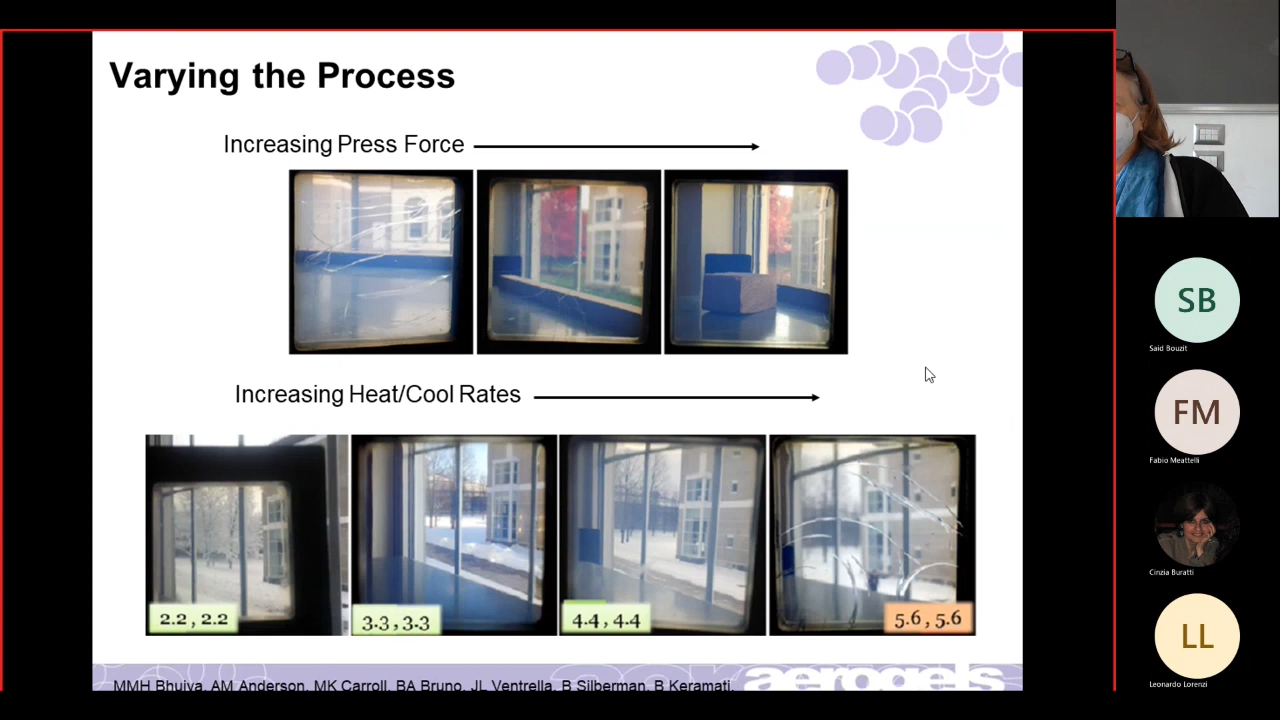 Varying the Process
Increasing Press Force
Increasing Heat/Cool Rates
2.2 , 2.2
3.3 , 3.3
4.4 , 4.4
5.6 , 5.6
aerogels
MMH Bhuiya, AM Anderson, MK Carroll, BA Bruno, JL Ventrella, B Silberman, B Keramati.
SB
Said Bouzit
FM
Fabio Meattelli
Cinzia Buratti
LL
Leonardo Lorenzi